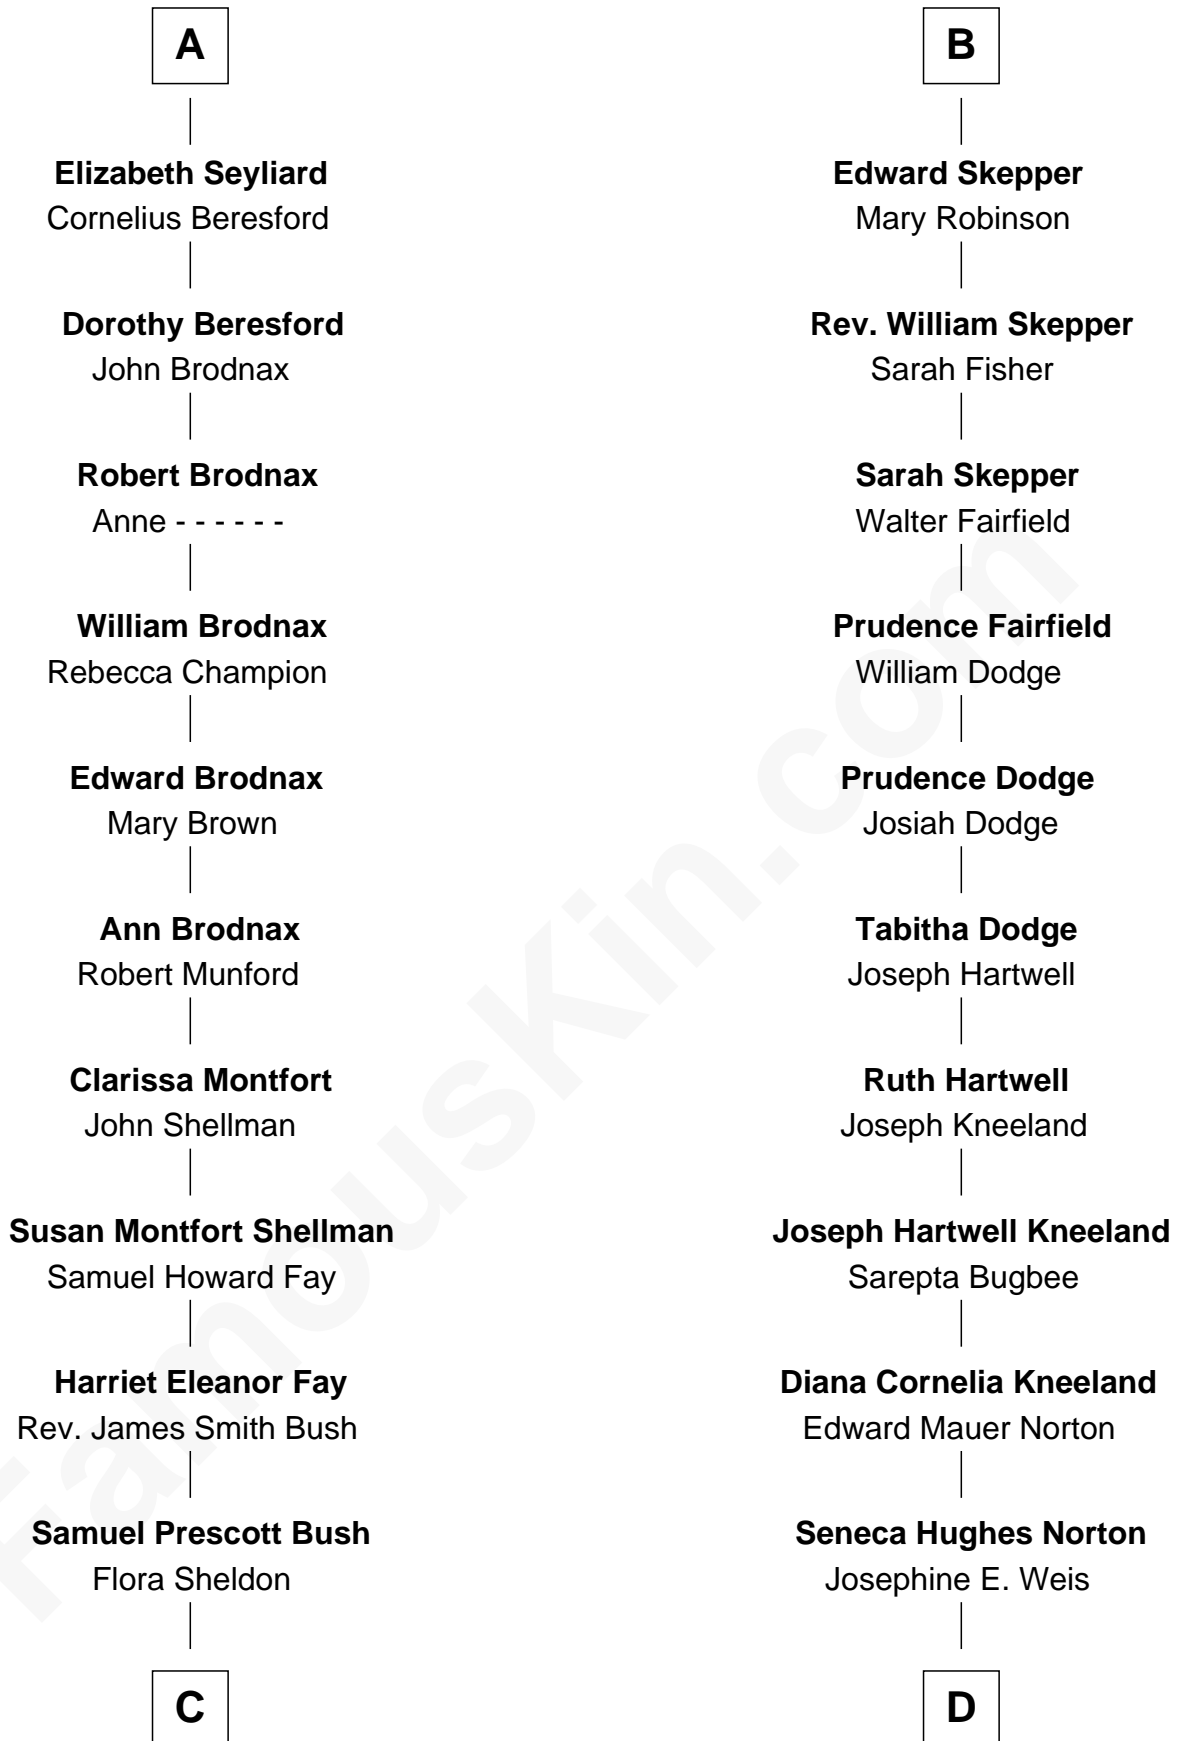 A
Elizabeth Seyliard
Cornelius Beresford
Dorothy Beresford
John Brodnax
Robert Brodnax
Anne - - - - - -
William Brodnax
Rebecca Champion
Edward Brodnax
Mary Brown
Ann Brodnax
Robert Munford
Clarissa Montfort
John Shellman
Susan Montfort Shellman
Samuel Howard Fay
Harriet Eleanor Fay
Rev. James Smith Bush
Samuel Prescott Bush
Flora Sheldon
C
B
Edward Skepper
Mary Robinson
Rev. William Skepper
Sarah Fisher
Sarah Skepper
Walter Fairfield
Prudence Fairfield
William Dodge
Prudence Dodge
Josiah Dodge
Tabitha Dodge
Joseph Hartwell
Ruth Hartwell
Joseph Kneeland
Joseph Hartwell Kneeland
Sarepta Bugbee
Diana Cornelia Kneeland
Edward Mauer Norton
Seneca Hughes Norton
Josephine E. Weis
D
FamousKin.com